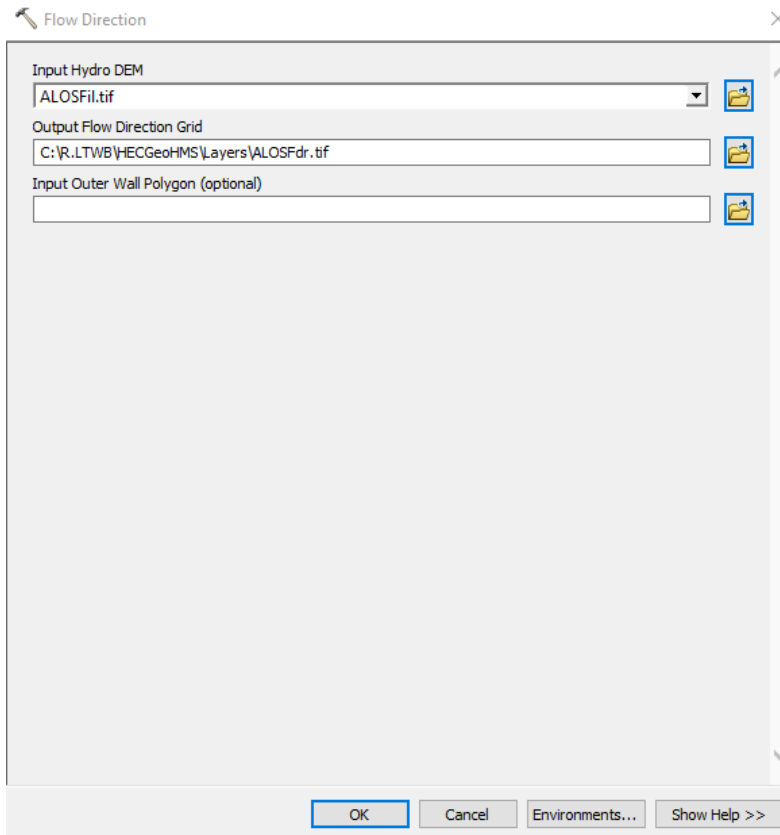 Flow Direction
Input Hydro DEM
ALOSFil.tif
Output Flow Direction Grid
C:\R.LTWB\HECGeoHMS\Layers\ALOSFdr.tif
Input Outer Wall Polygon (optional)
OK Cancel Environments... Show Help >>